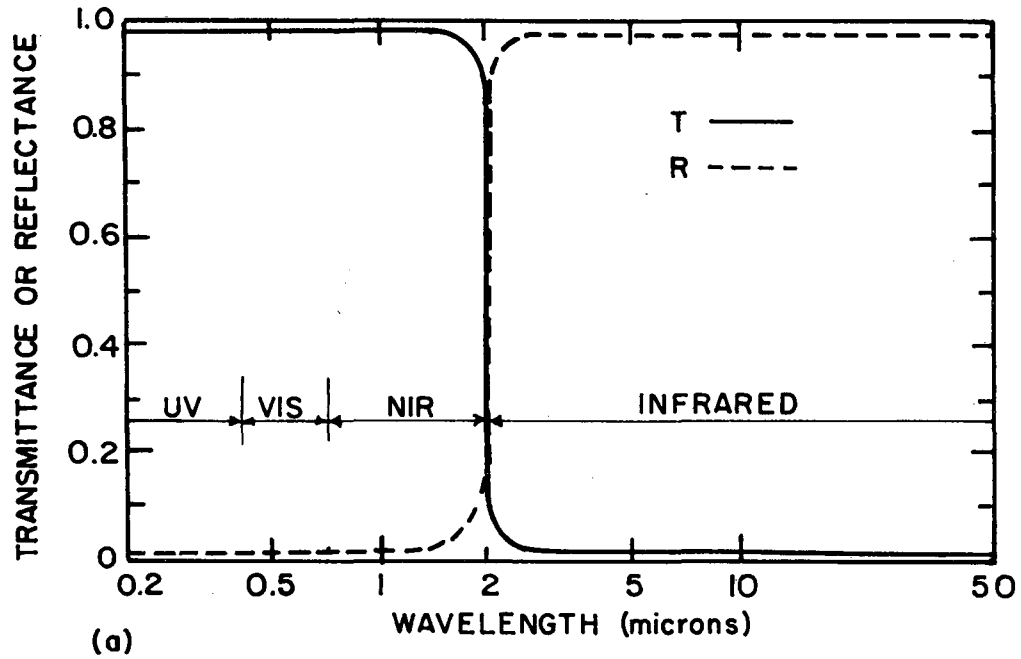 1.0
0.8
0.6
0.4
0.2
0
TRANSMITTANCE OR REFLECTANCE
T
R
UV VIS NIR INFRARED
0.2 0.5 1 2 5 10 50
WAVELENGTH (microns)
(a)